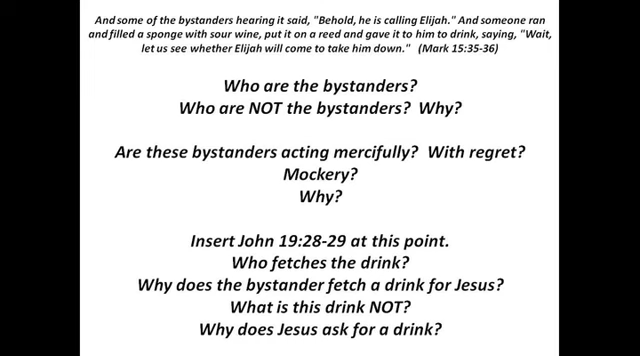 And some of the bystanders hearing it said, "Behold, he is calling Elijah." And someone ran
and filled a sponge with sour wine, put it on a reed and gave it to him to drink, saying, "Wait,
let us see whether Elijah will come to take him down." (Mark 15:35-36)
Who are the bystanders?
Who are NOT the bystanders? Why?
Are these bystanders acting mercifully? With regret?
Mockery?
Why?
Insert John 19:28-29 at this point.
Who fetches the drink?
Why does the bystander fetch a drink for Jesus?
What is this drink NOT?
Why does Jesus ask for a drink?